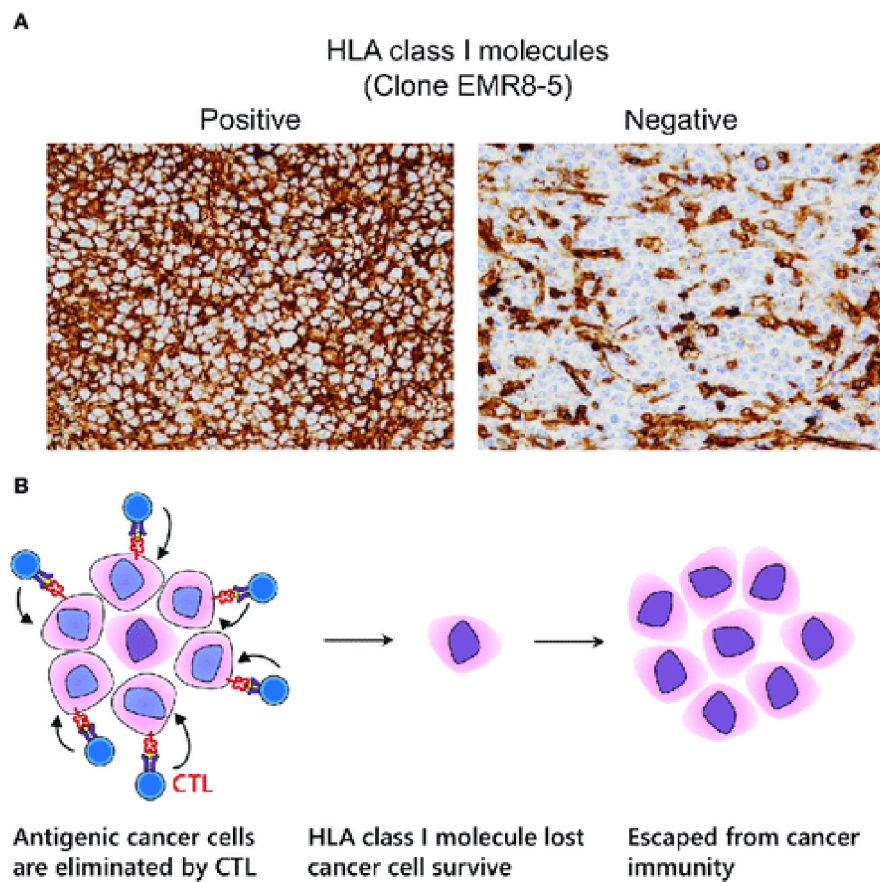 A
HLA class I molecules
(Clone EMR8-5)
Positive
Negative
B
CTL
Antigenic cancer cells
are eliminated by CTL
HLA class I molecule lost
cancer cell survive
Escaped from cancer
immunity